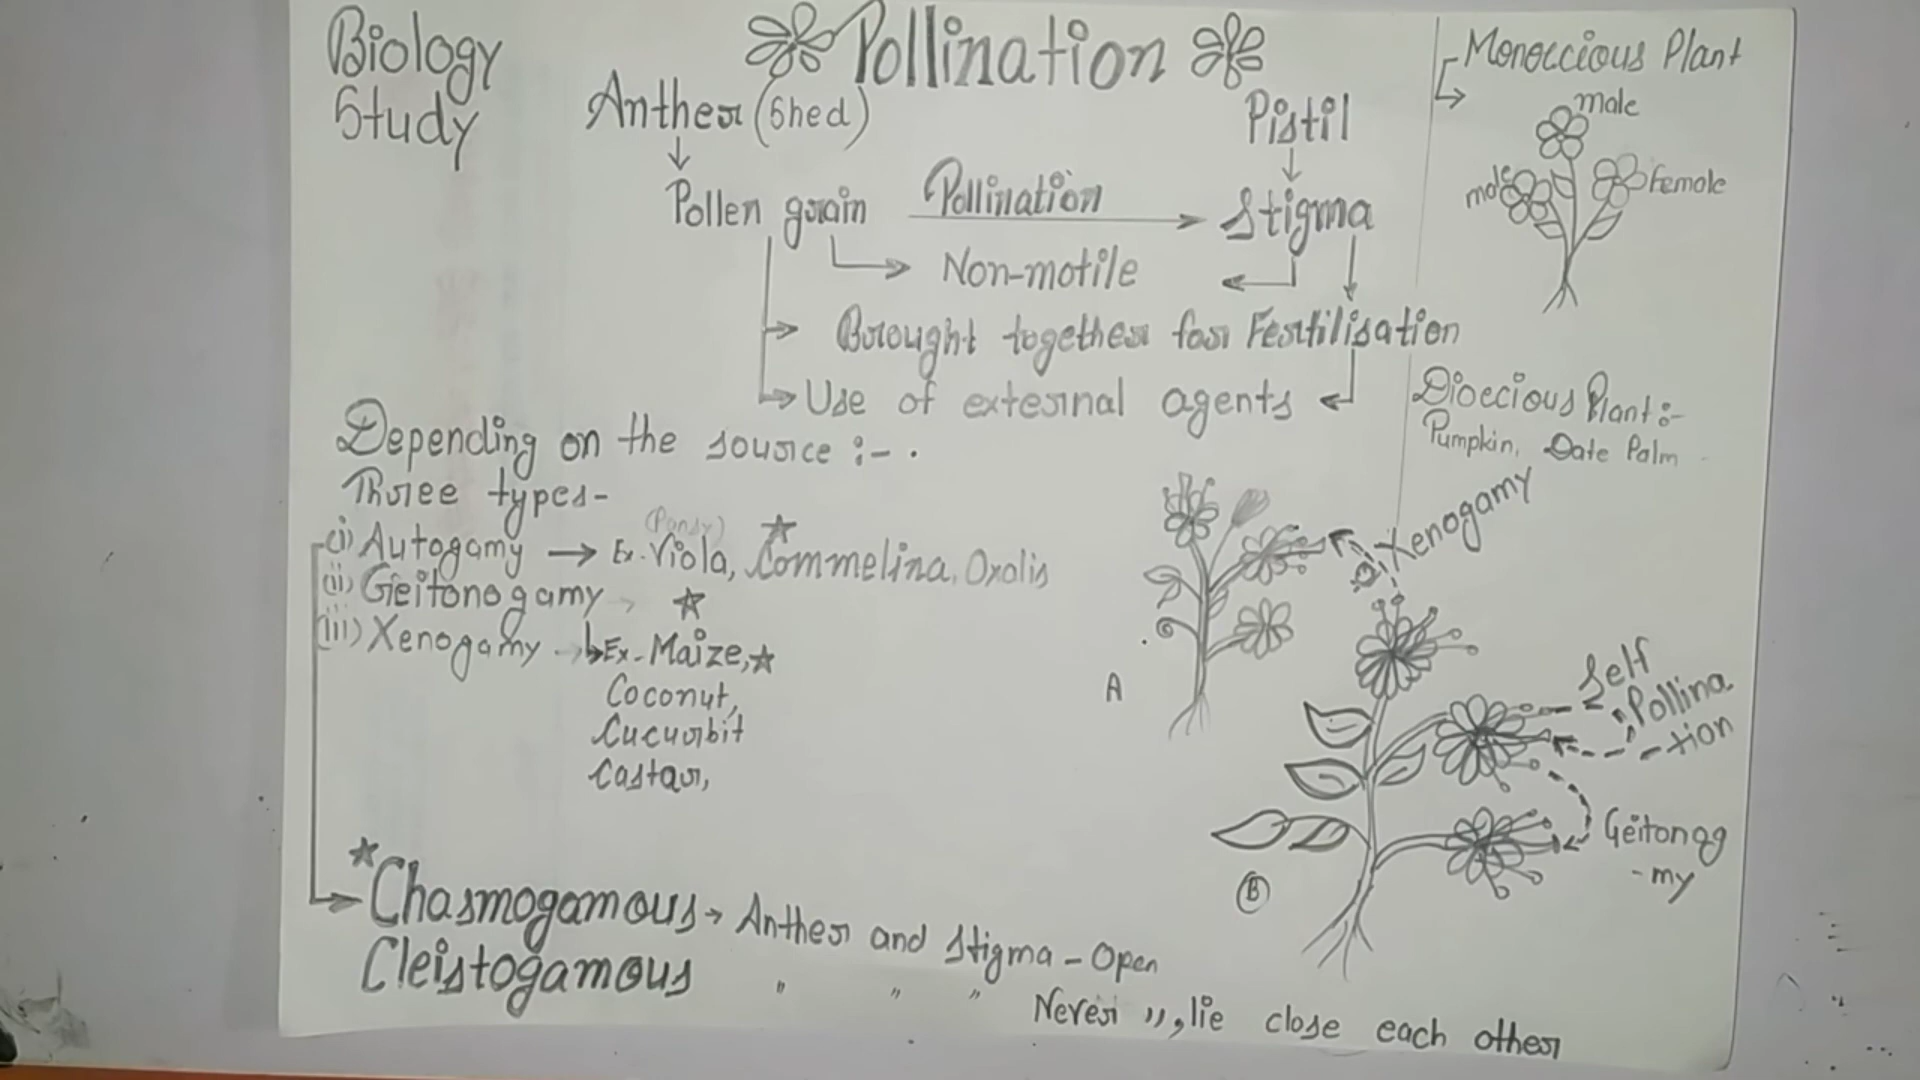 Biology
Study
Pollination
Anther (Shed)
Pistil
Pollen grain
Pollination
Stigma
Non-motile
Brought together for Fertilisation
Use of external agents
Monoecious Plant
male
male
Female
Dioecious Plant :-
Pumpkin, Date Palm
Depending on the source :-
Three types-
(i) Autogamy → Ex- Viola, Commelina, Oxalis
(ii) Geitonogamy
(iii) Xenogamy → Ex- Maize,
Coconut,
Cucurbit
Castar,
Xenogamy
A
B
Self
Pollina
-tion
Geitonog
-my
Chasmogamous → Anther and Stigma - Open
Cleistogamous " " " Never ", lie close each other